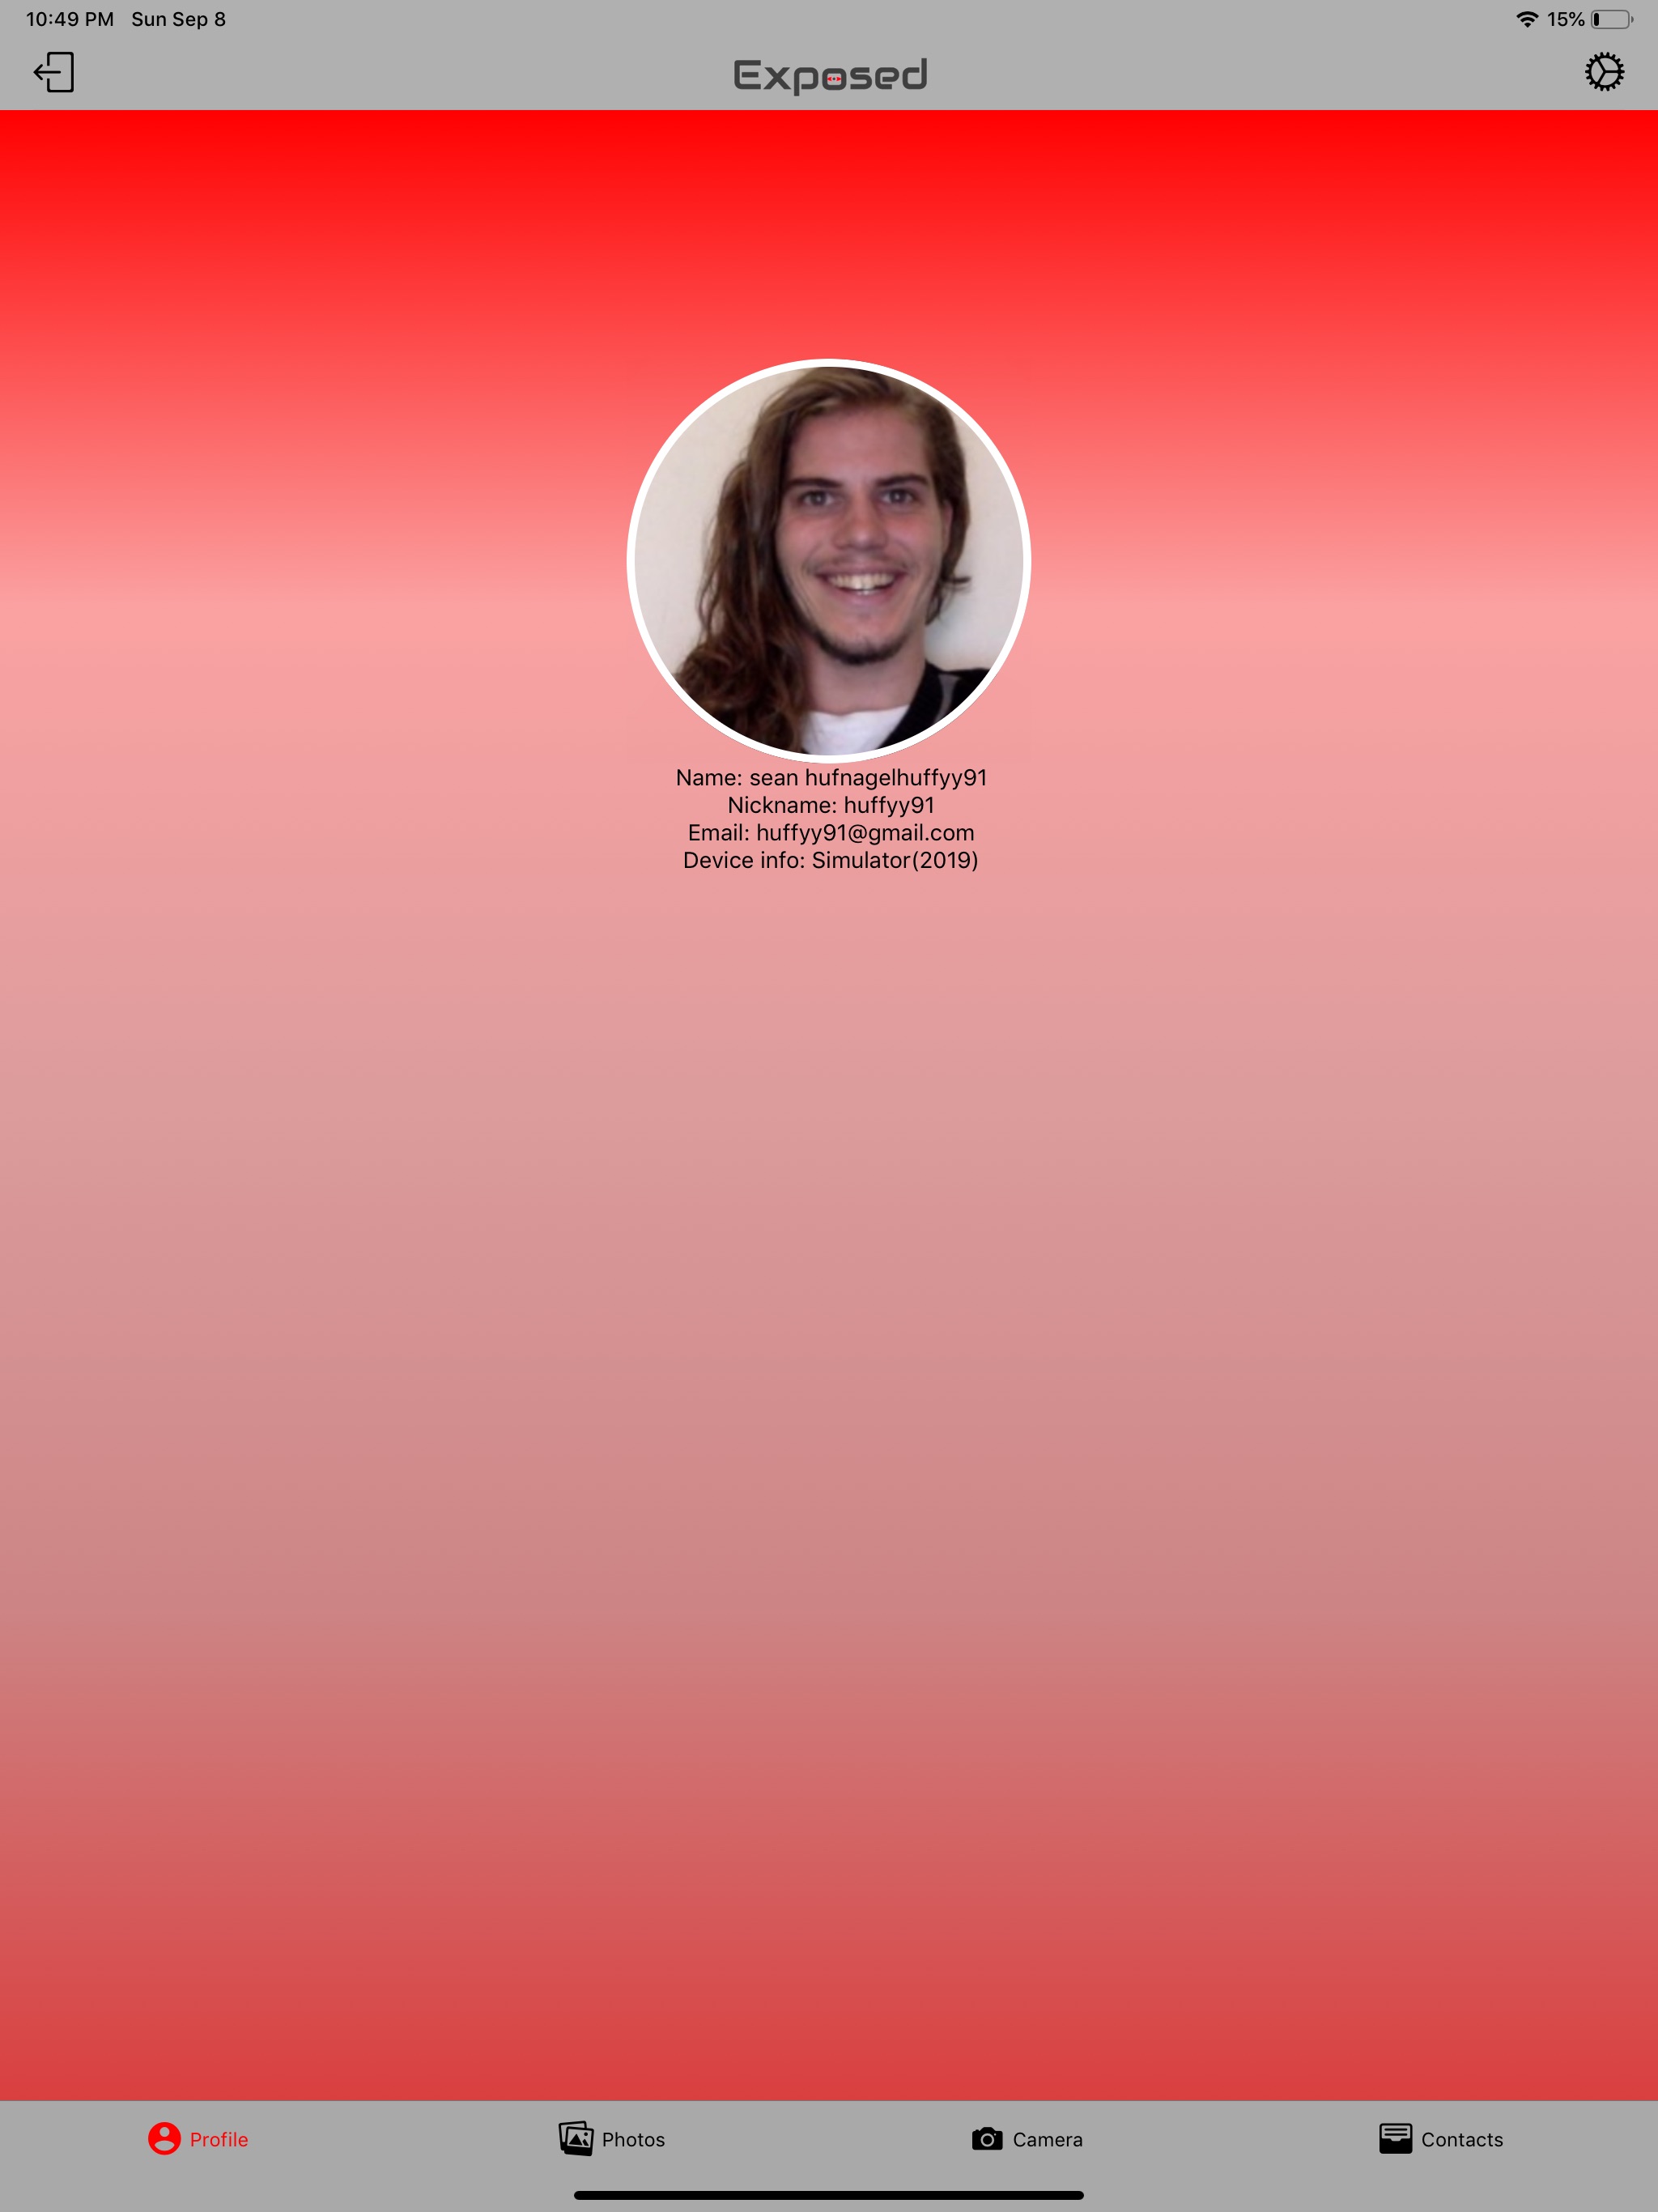 10:49 PM Sun Sep 8 15%
Exposed
Name: sean hufnagelhuffyy91
Nickname: huffyy91
Email: huffyy91@gmail.com
Device info: Simulator(2019)
Profile Photos Camera Contacts